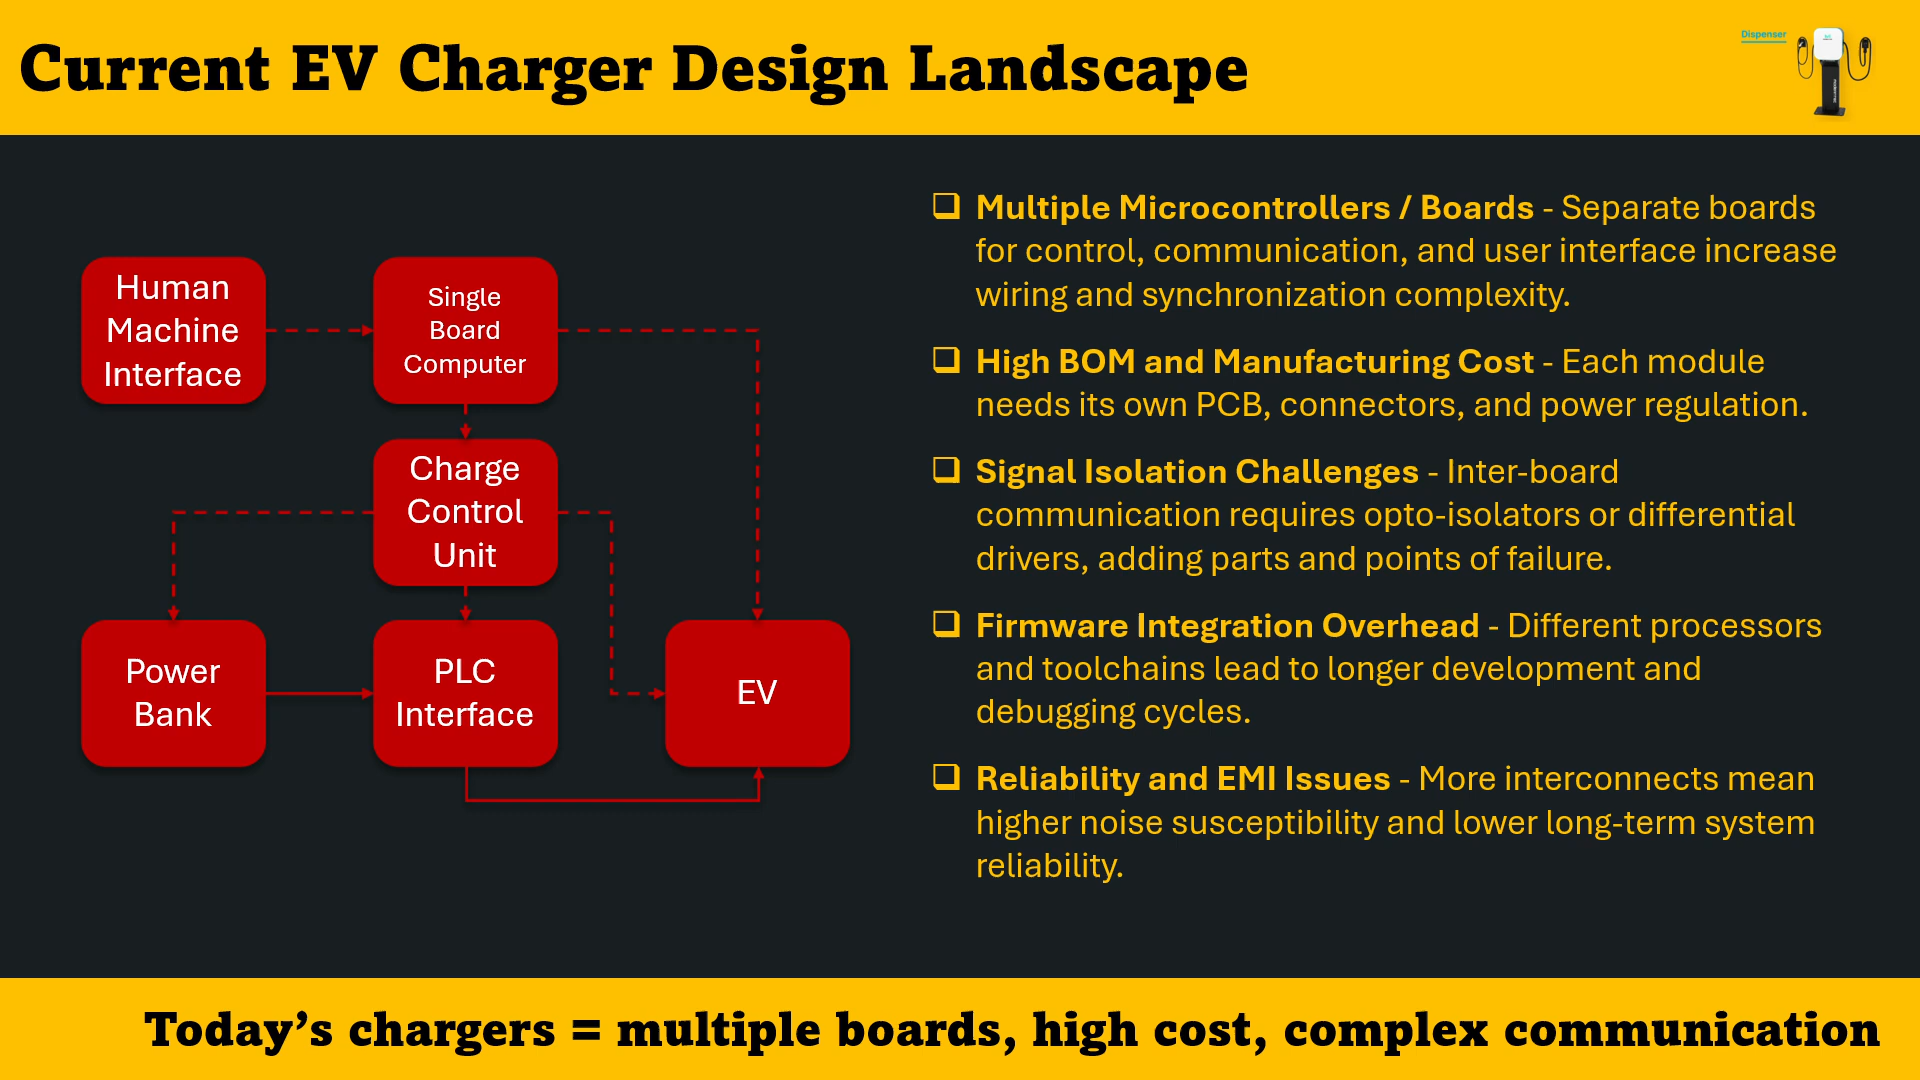 Current EV Charger Design Landscape
Dispenser
Human
Machine
Interface
Single
Board
Computer
Charge
Control
Unit
Power
Bank
PLC
Interface
EV
❑ Multiple Microcontrollers / Boards - Separate boards
for control, communication, and user interface increase
wiring and synchronization complexity.
❑ High BOM and Manufacturing Cost - Each module
needs its own PCB, connectors, and power regulation.
❑ Signal Isolation Challenges - Inter-board
communication requires opto-isolators or differential
drivers, adding parts and points of failure.
❑ Firmware Integration Overhead - Different processors
and toolchains lead to longer development and
debugging cycles.
❑ Reliability and EMI Issues - More interconnects mean
higher noise susceptibility and lower long-term system
reliability.
Today’s chargers = multiple boards, high cost, complex communication